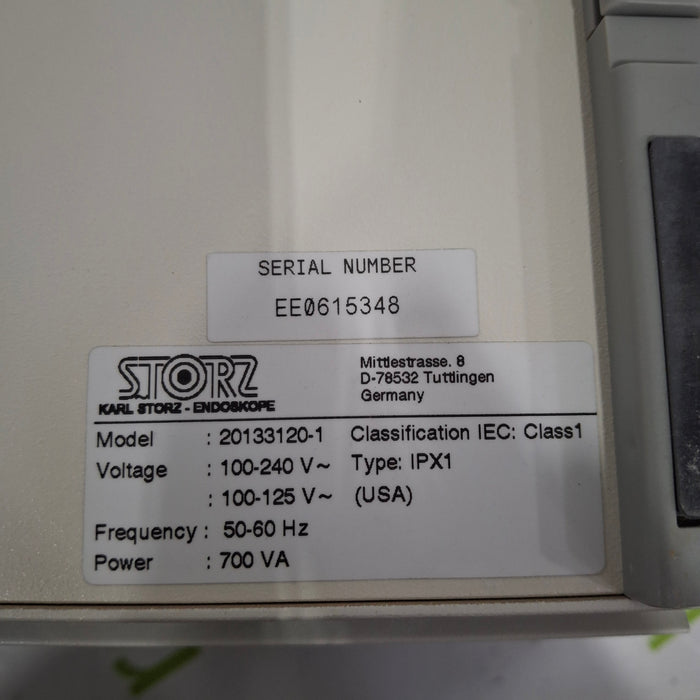 SERIAL NUMBER
EE0615348
STORZ
KARL STORZ - ENDOSKOPE
Mittlestrasse. 8
D-78532 Tuttlingen
Germany
Model : 20133120-1 Classification IEC: Class1
Voltage : 100-240 V~ Type: IPX1
: 100-125 V~ (USA)
Frequency : 50-60 Hz
Power : 700 VA